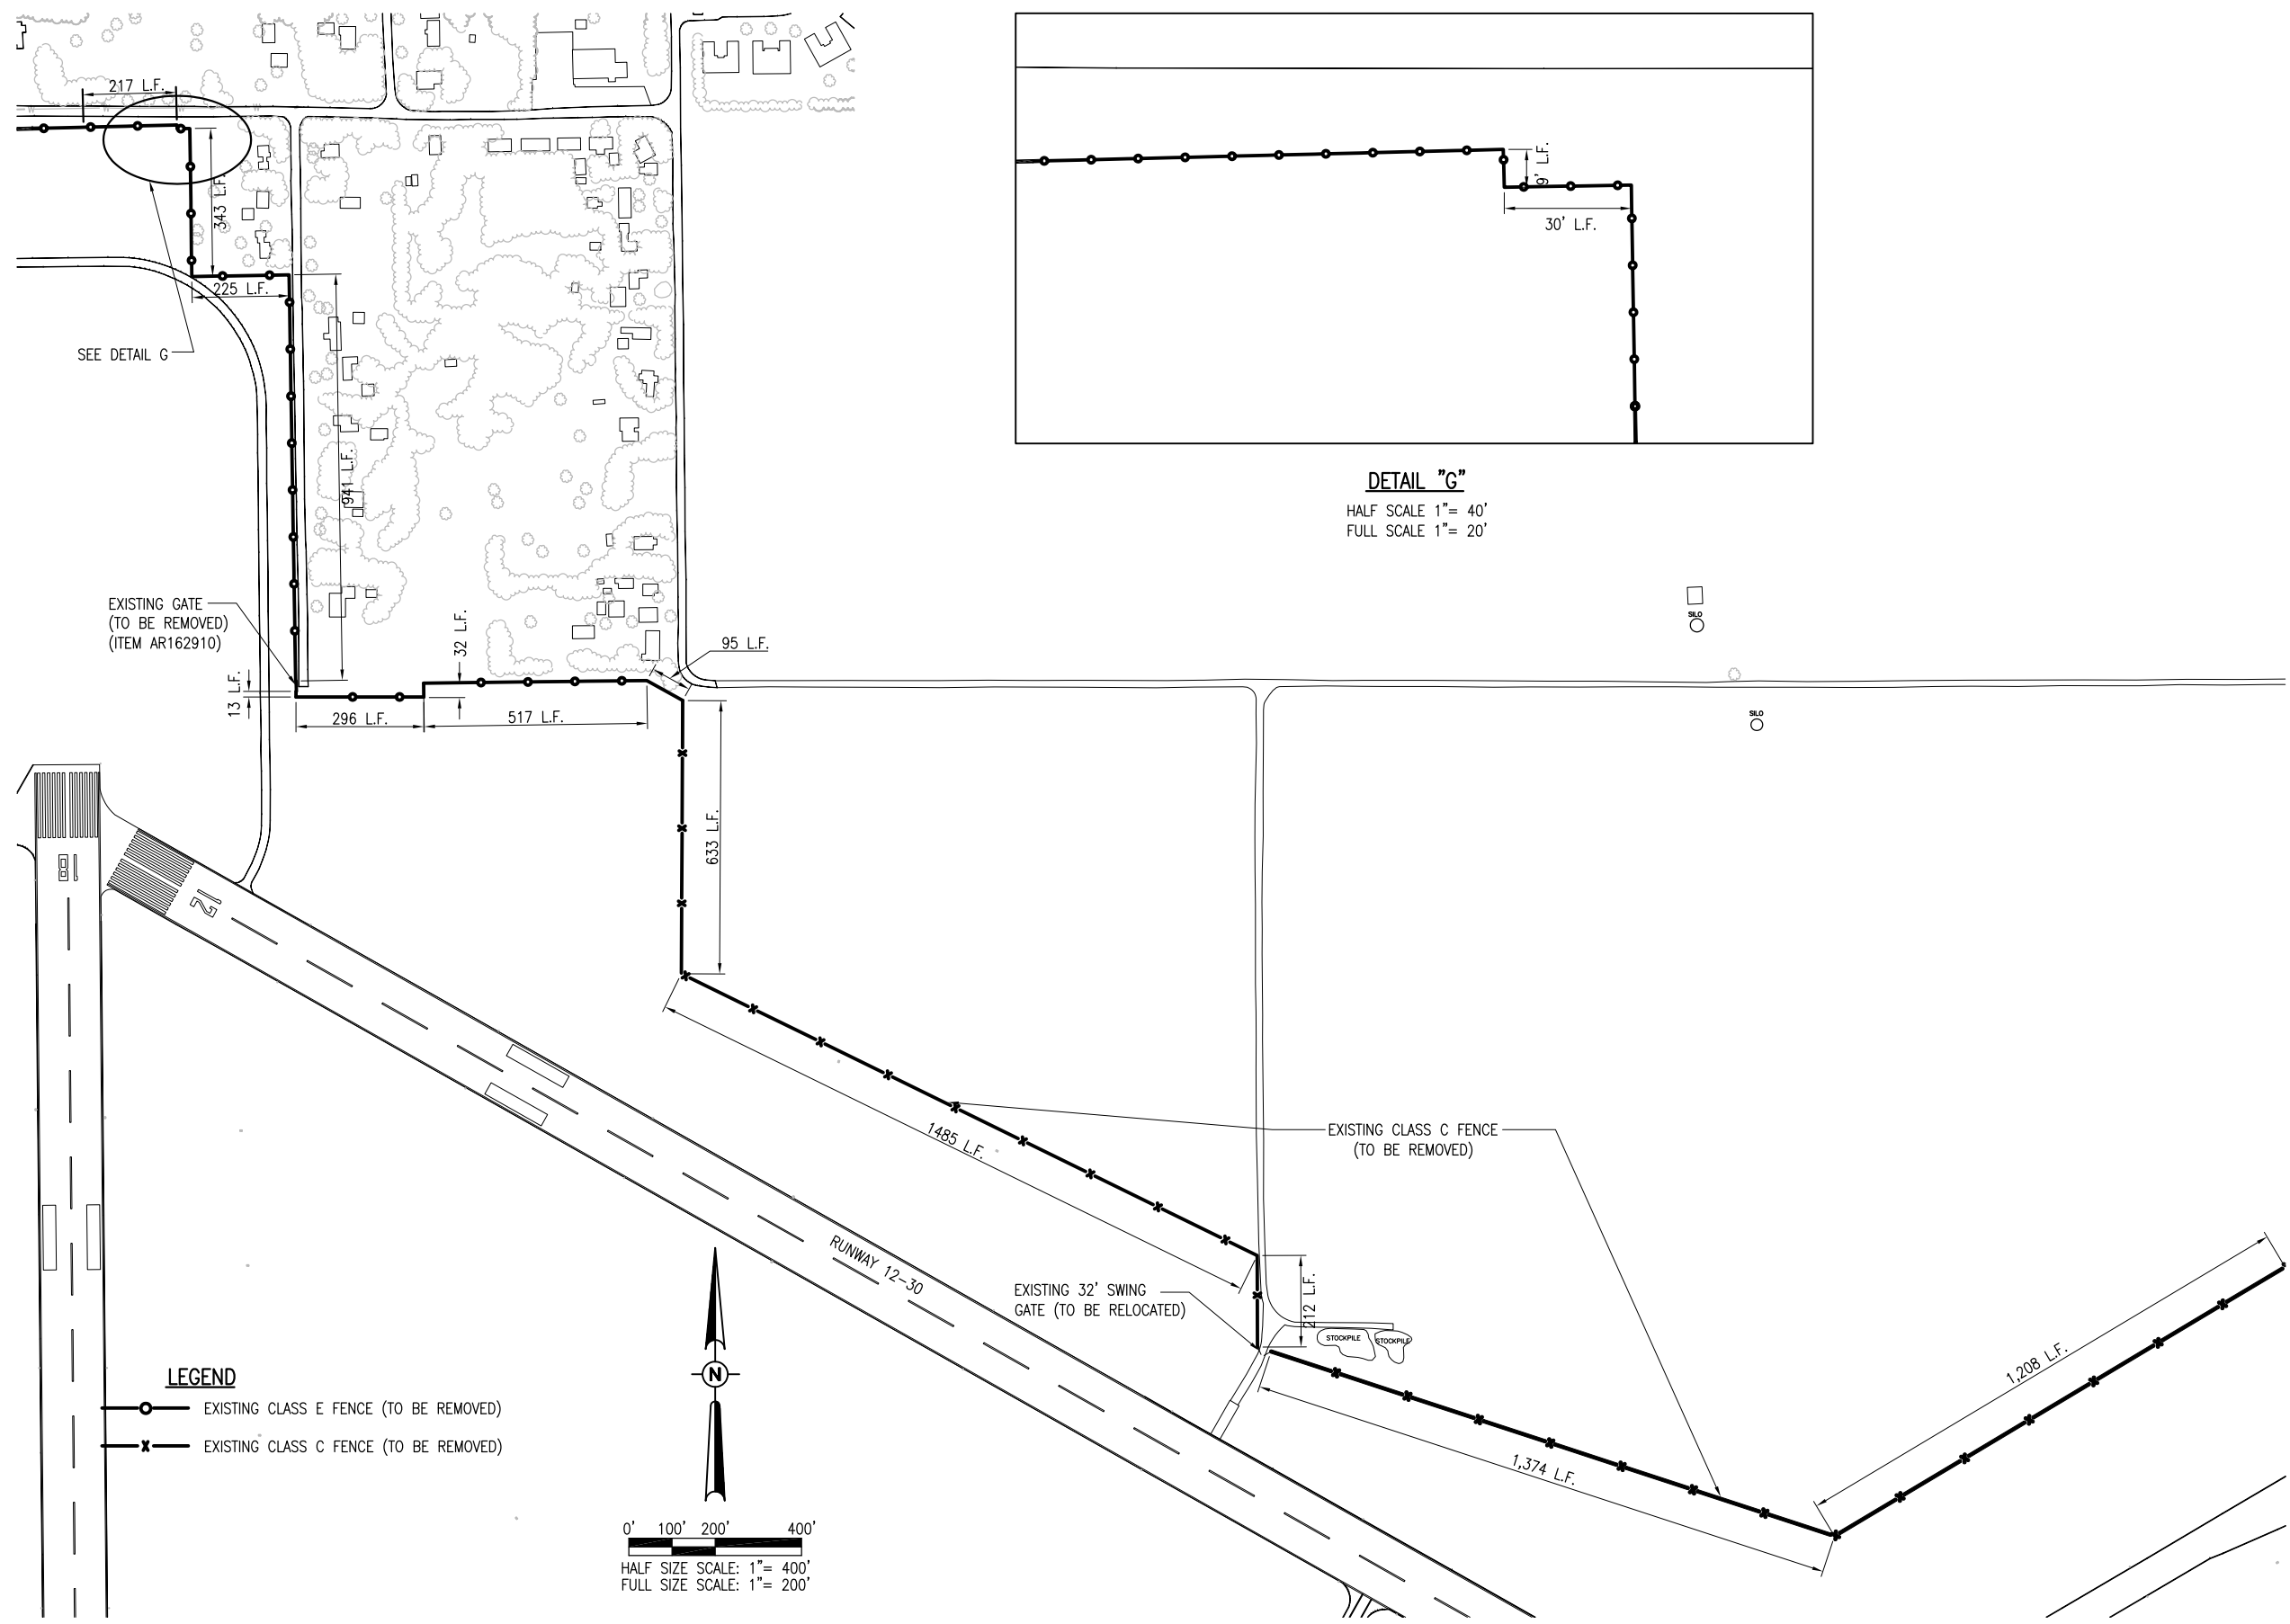 217 L.F.
343 L.F.
225 L.F.
SEE DETAIL G
941 L.F.
9' L.F.
30' L.F.
DETAIL "G"
HALF SCALE 1"= 40'
FULL SCALE 1"= 20'
EXISTING GATE
(TO BE REMOVED)
(ITEM AR162910)
SILO
SILO
32 L.F.
95 L.F.
13 L.F.
296 L.F.
517 L.F.
633 L.F.
18
12
1485 L.F.
RUNWAY 12-30
EXISTING CLASS C FENCE
(TO BE REMOVED)
EXISTING 32' SWING
GATE (TO BE RELOCATED)
212 L.F.
STOCKPILE
STOCKPILE
1,208 L.F.
1,374 L.F.
N
LEGEND
EXISTING CLASS E FENCE (TO BE REMOVED)
EXISTING CLASS C FENCE (TO BE REMOVED)
0' 100' 200' 400'
HALF SIZE SCALE: 1"= 400'
FULL SIZE SCALE: 1"= 200'